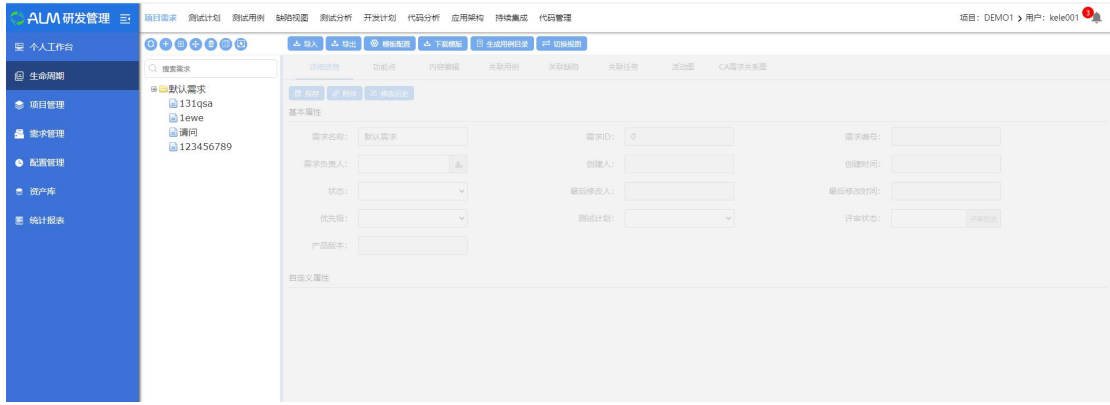 ALM 研发管理
项目需求 测试计划 测试用例 缺陷视图 测试分析 开发计划 代码分析 应用架构 持续集成 代码管理
项目: DEMO1 > 用户: kele001 3
个人工作台
生命周期
项目管理
需求管理
配置管理
资产库
统计报表
搜索需求
默认需求
131qsa
1ewe
请问
123456789
导入 导出 模板配置 下载模版 生成用例目录 切换视图
详细信息 功能点 内容编辑 关联用例 关联缺陷 关联任务 活动图 CA需求关系图
保存 附件 修改历史
基本属性
需求名称: 默认需求 需求ID: 0 需求编号:
需求负责人: 创建人: 创建时间:
状态: 最后修改人: 最后修改时间:
优先级: 测试计划: 评审状态:
产品版本:
自定义属性